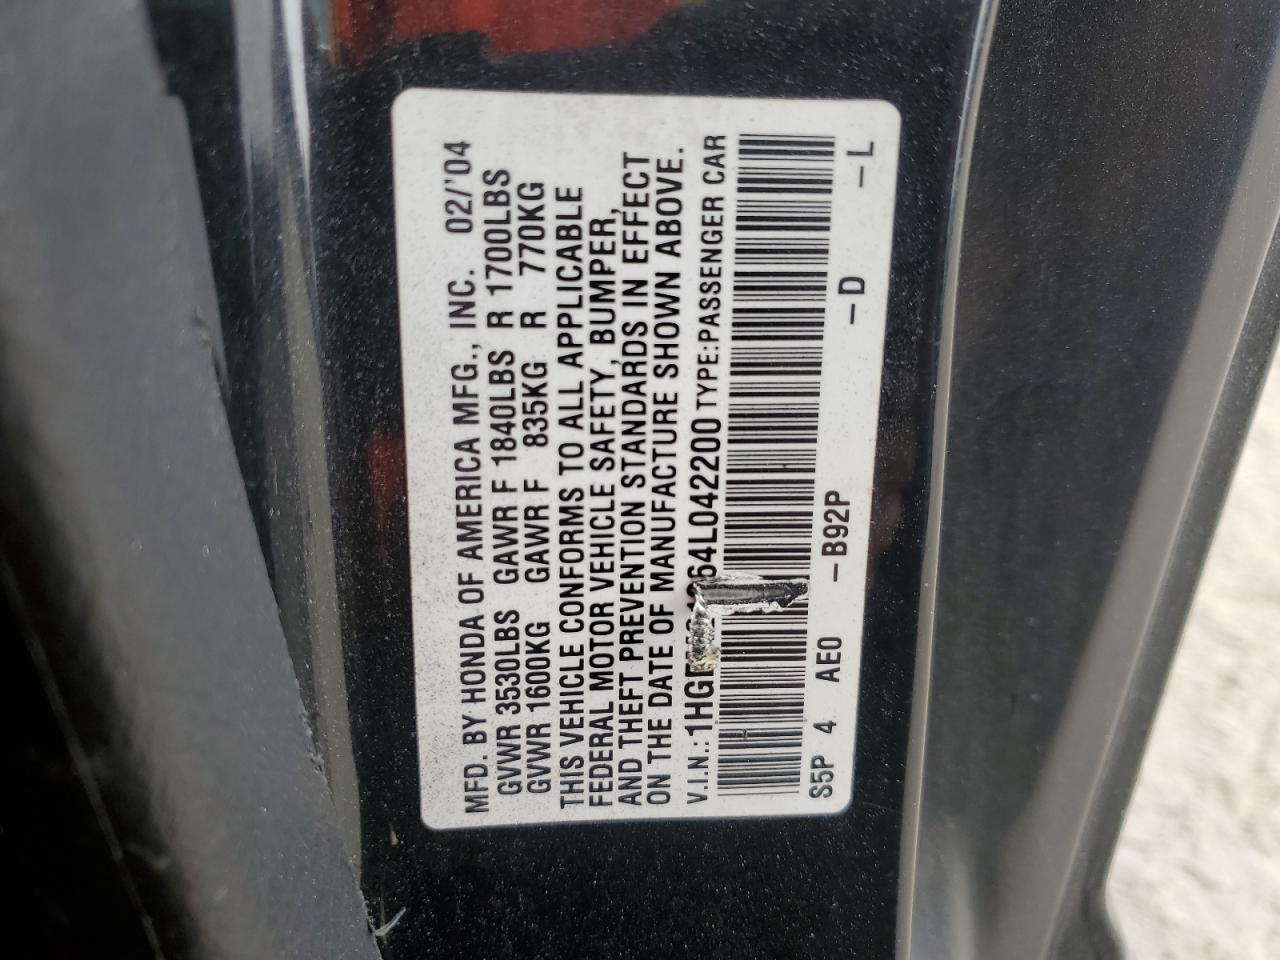 MFD. BY HONDA OF AMERICA MFG., INC. 02/'04
GVWR 3530LBS GAWR F 1840LBS R 1700LBS
GVWR 1600KG GAWR F 835KG R 770KG
THIS VEHICLE CONFORMS TO ALL APPLICABLE
FEDERAL MOTOR VEHICLE SAFETY, BUMPER,
AND THEFT PREVENTION STANDARDS IN EFFECT
ON THE DATE OF MANUFACTURE SHOWN ABOVE.
V.I.N.: TYPE:PASSENGER CAR
S5P 4 AE0 –B92P –D –L